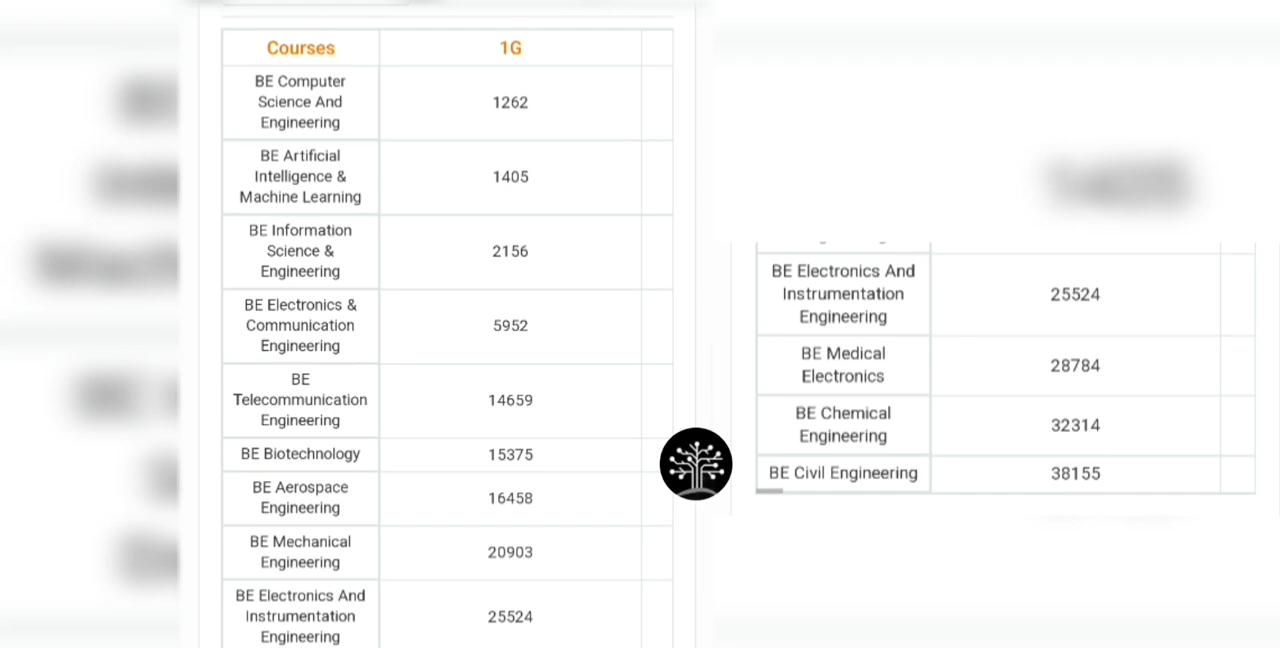 Courses 1G
BE Computer
Science And
Engineering
1262
BE Artificial
Intelligence &
Machine Learning
1405
BE Information
Science &
Engineering
2156
BE Electronics &
Communication
Engineering
5952
BE
Telecommunication
Engineering
14659
BE Biotechnology 15375
BE Aerospace
Engineering
16458
BE Mechanical
Engineering
20903
BE Electronics And
Instrumentation
Engineering
25524
BE Electronics And
Instrumentation
Engineering
25524
BE Medical
Electronics
28784
BE Chemical
Engineering
32314
BE Civil Engineering 38155